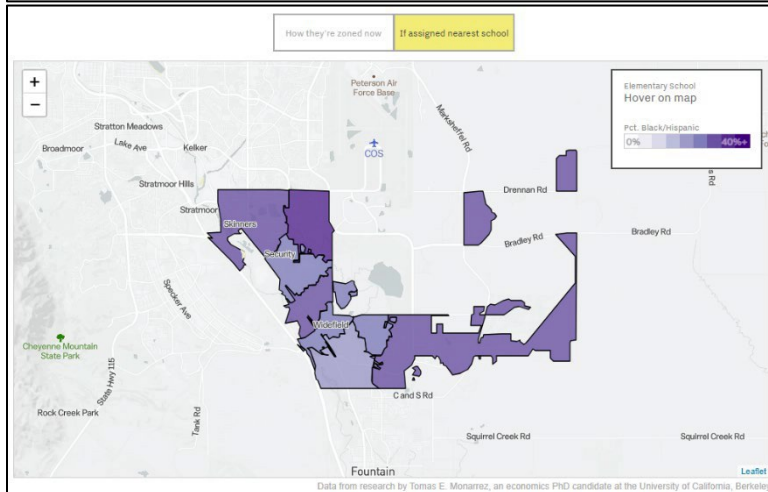 How they're zoned now
If assigned nearest school
+
−
Elementary School
Hover on map
Pct. Black/Hispanic
0%
40%+
Peterson Air
Force Base
COS
Marksheffel Rd
Stratton Meadows
Broadmoor
Lake Ave
Kelker
Stratmoor Hills
Stratmoor
Drennan Rd
Skinners
Bradley Rd
Bradley Rd
Security
Specker Ave
Widefield
Cheyenne Mountain
State Park
State Hwy 115
C and S Rd
Rock Creek Park
Tank Rd
Squirrel Creek Rd
Squirrel Creek Rd
Fountain
Leaflet
Data from research by Tomas E. Monarrez, an economics PhD candidate at the University of California, Berkeley